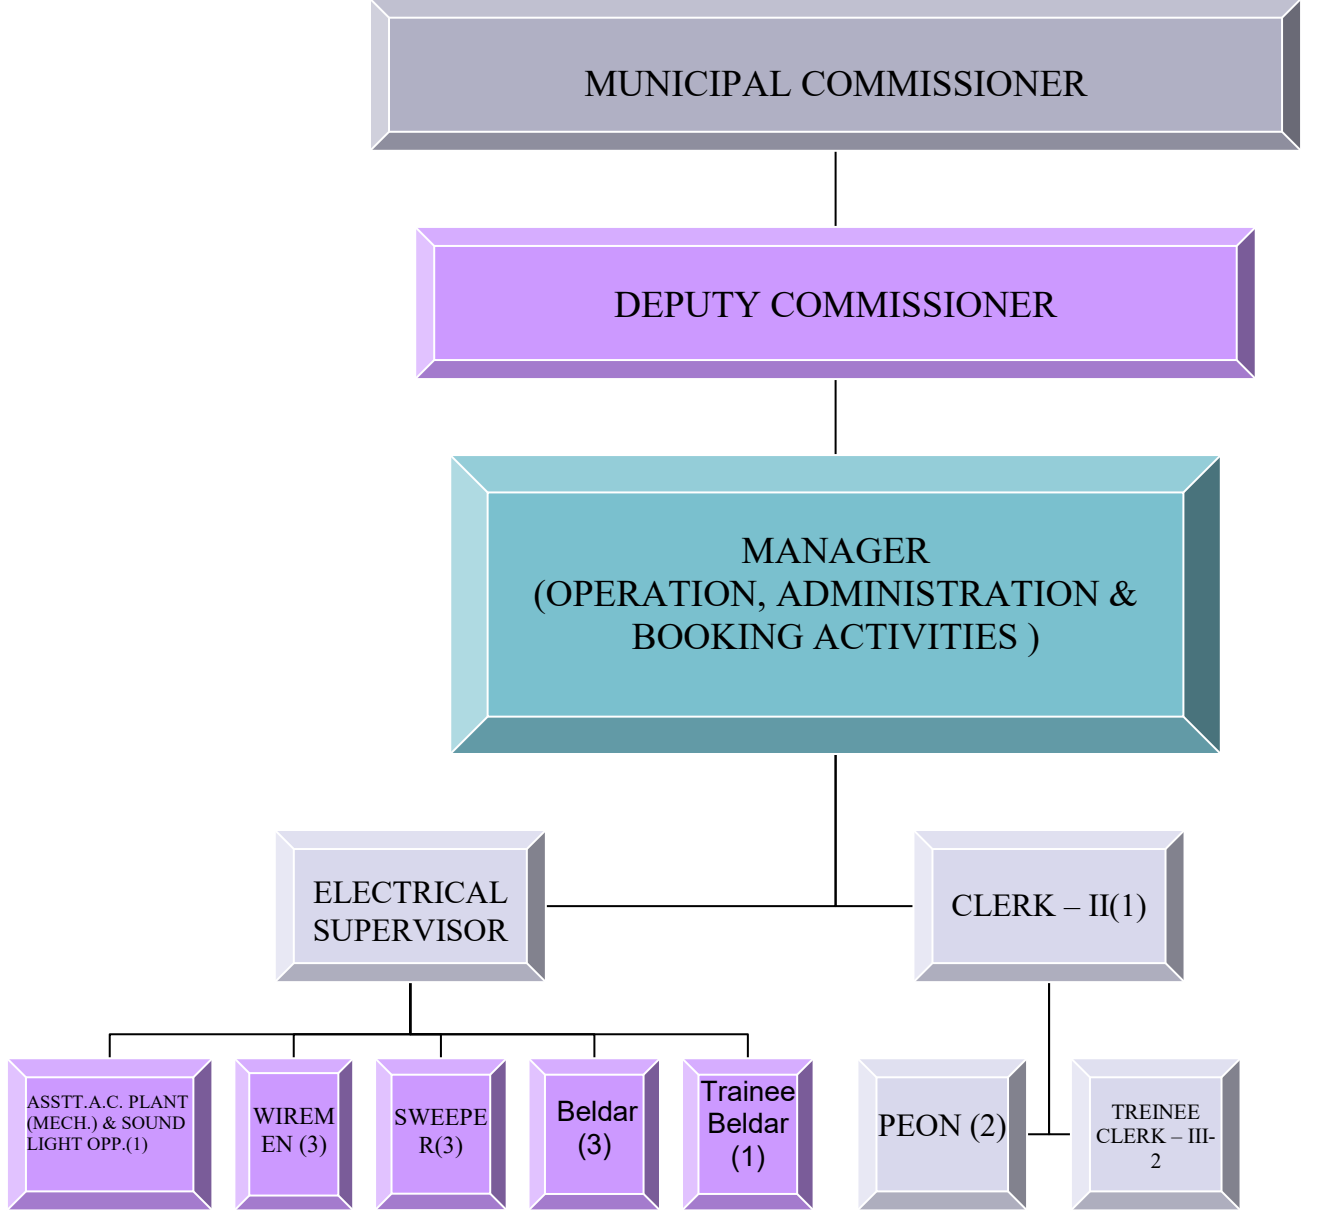 MUNICIPAL COMMISSIONER
DEPUTY COMMISSIONER
MANAGER
(OPERATION, ADMINISTRATION &
BOOKING ACTIVITIES )
ELECTRICAL
SUPERVISOR
CLERK – II(1)
ASSTT.A.C. PLANT
(MECH.) & SOUND
LIGHT OPP.(1)
WIREM
EN (3)
SWEEPE
R(3)
Beldar
(3)
Trainee
Beldar
(1)
PEON (2)
TREINEE
CLERK – III-
2